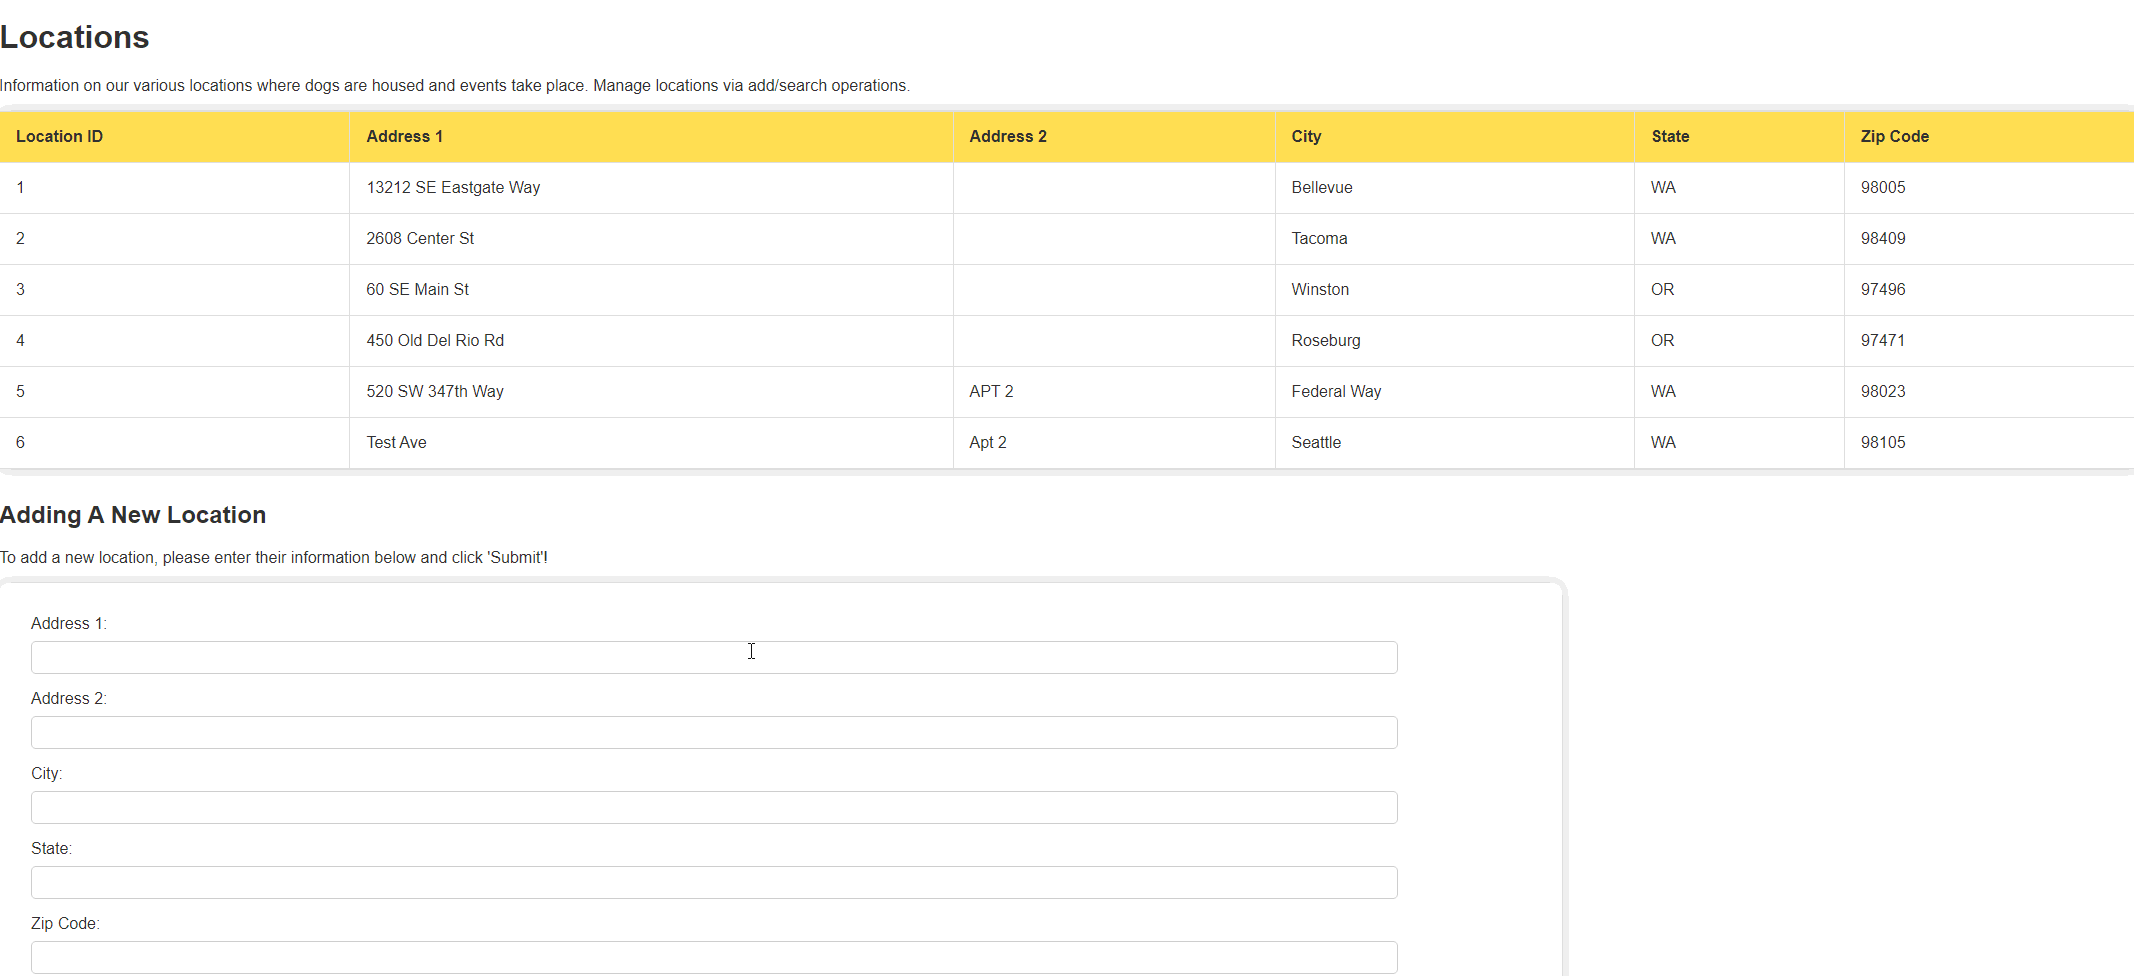 Locations
Information on our various locations where dogs are housed and events take place. Manage locations via add/search operations.
Location ID Address 1 Address 2 City State Zip Code
1 13212 SE Eastgate Way Bellevue WA 98005
2 2608 Center St Tacoma WA 98409
3 60 SE Main St Winston OR 97496
4 450 Old Del Rio Rd Roseburg OR 97471
5 520 SW 347th Way APT 2 Federal Way WA 98023
6 Test Ave Apt 2 Seattle WA 98105
Adding A New Location
To add a new location, please enter their information below and click 'Submit'!
Address 1:
Address 2:
City:
State:
Zip Code: